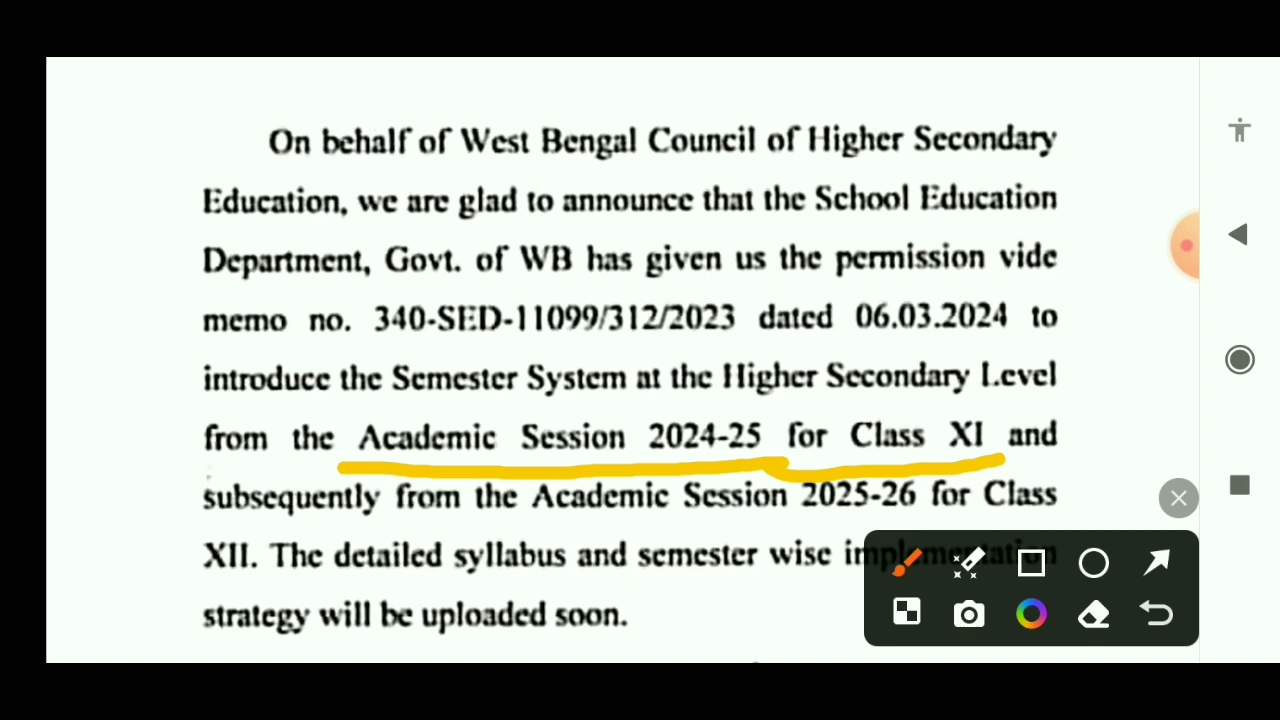 On behalf of West Bengal Council of Higher Secondary
Education, we are glad to announce that the School Education
Department, Govt. of WB has given us the permission vide
memo no. 340-SED-11099/312/2023 dated 06.03.2024 to
introduce the Semester System at the Higher Secondary Level
from the Academic Session 2024-25 for Class XI and
subsequently from the Academic Session 2025-26 for Class
XII. The detailed syllabus and semester wise implementation
strategy will be uploaded soon.